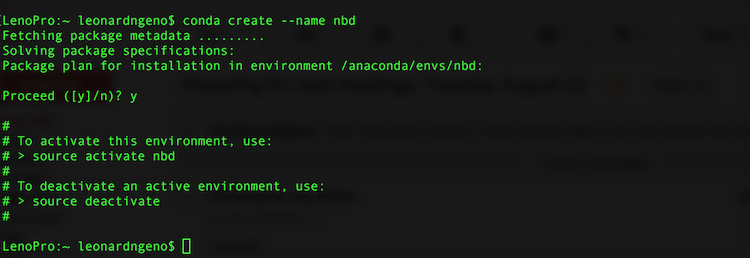 LenoPro:~ leonardngeno$ conda create --name nbd
Fetching package metadata .........
Solving package specifications:
Package plan for installation in environment /anaconda/envs/nbd:
Proceed ([y]/n)? y
#
# To activate this environment, use:
# > source activate nbd
#
# To deactivate an active environment, use:
# > source deactivate
#
LenoPro:~ leonardngeno$